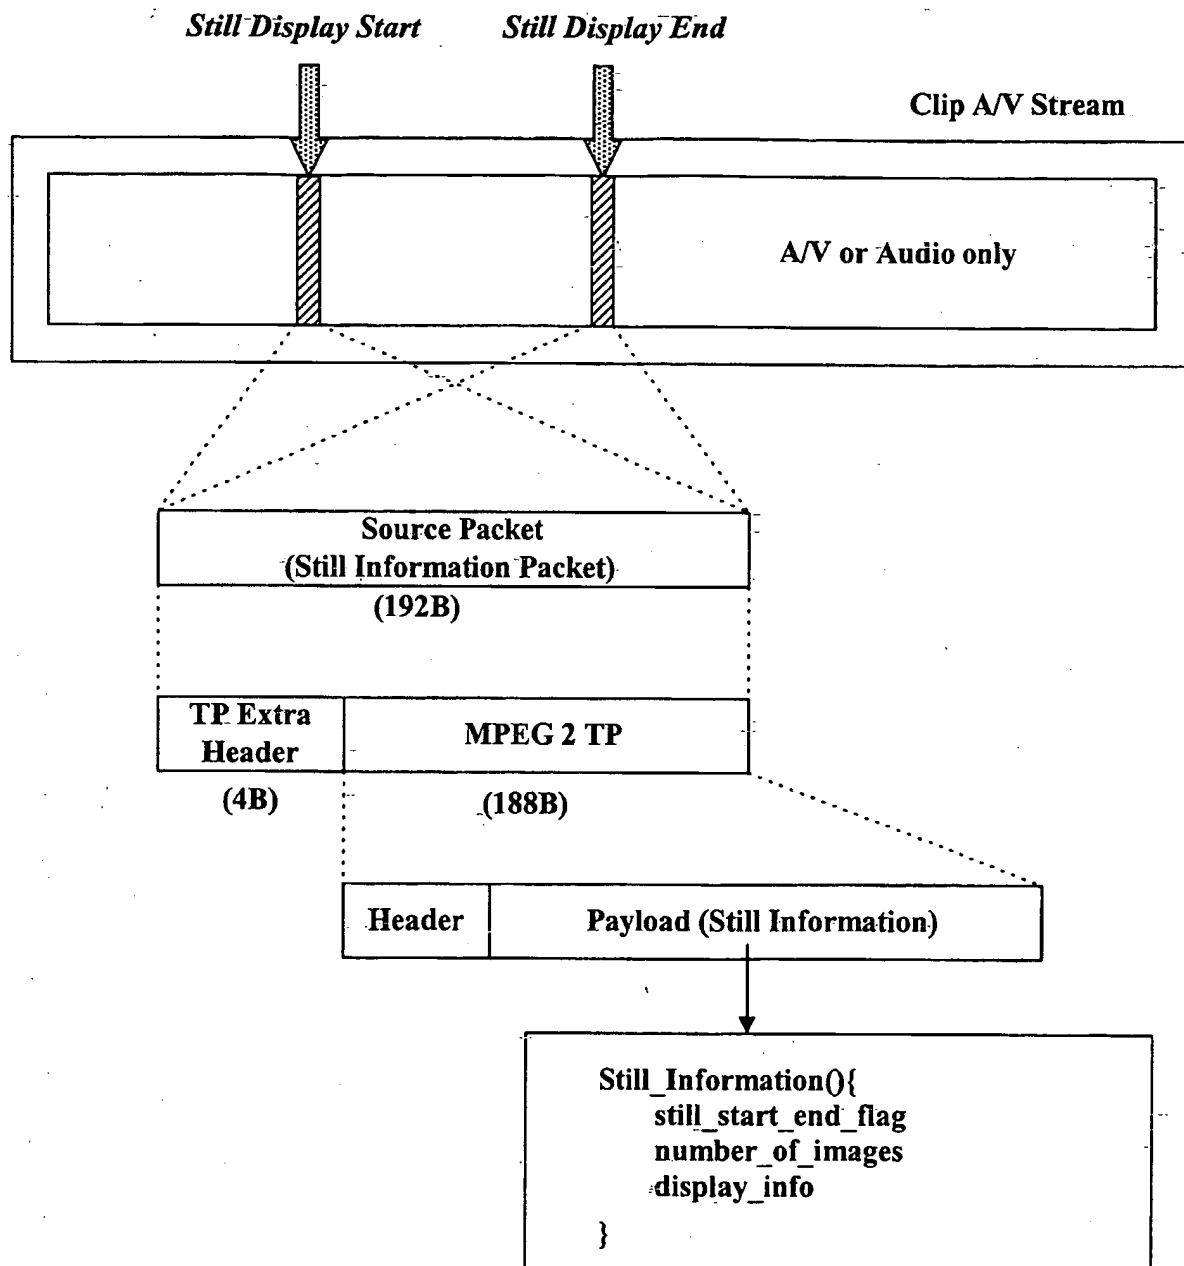 Still Display Start
Still Display End
Clip A/V Stream
A/V or Audio only
Source Packet
(Still Information Packet)
(192B)
TP Extra
Header
MPEG 2 TP
(4B)
(188B)
Header
Payload (Still Information)
Still_Information(){
still_start_end_flag
number_of_images
display_info
}